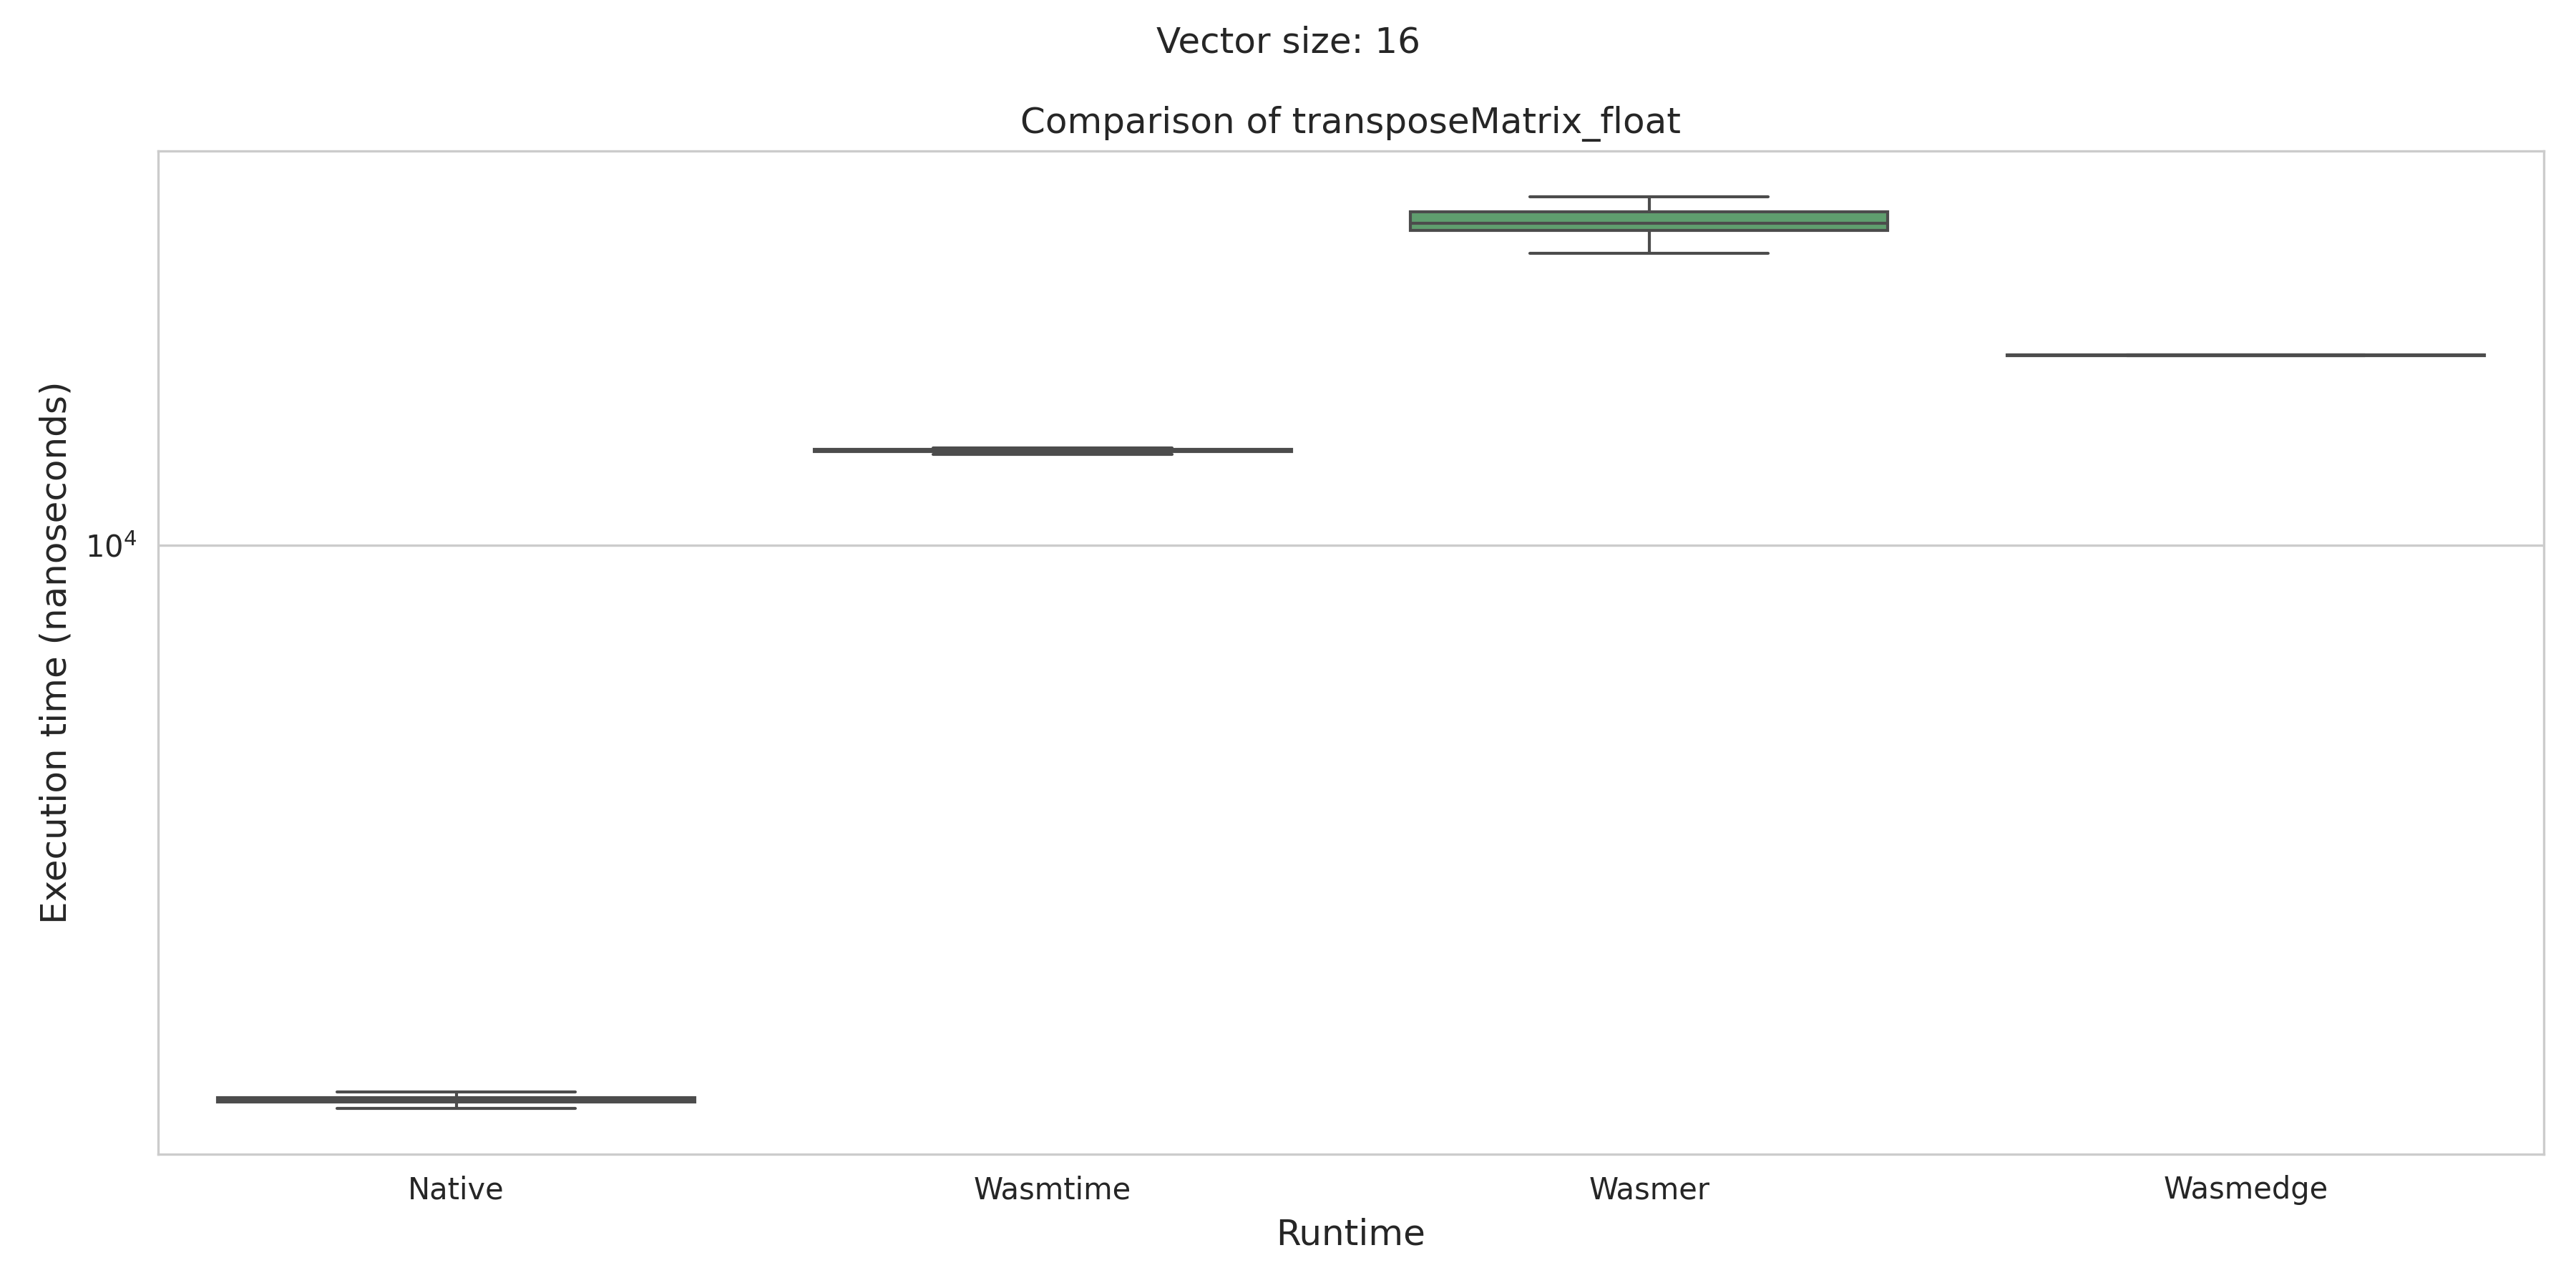 Vector size: 16
Comparison of transposeMatrix_float
Execution time (nanoseconds)
10⁴
Native Wasmtime Wasmer Wasmedge
Runtime